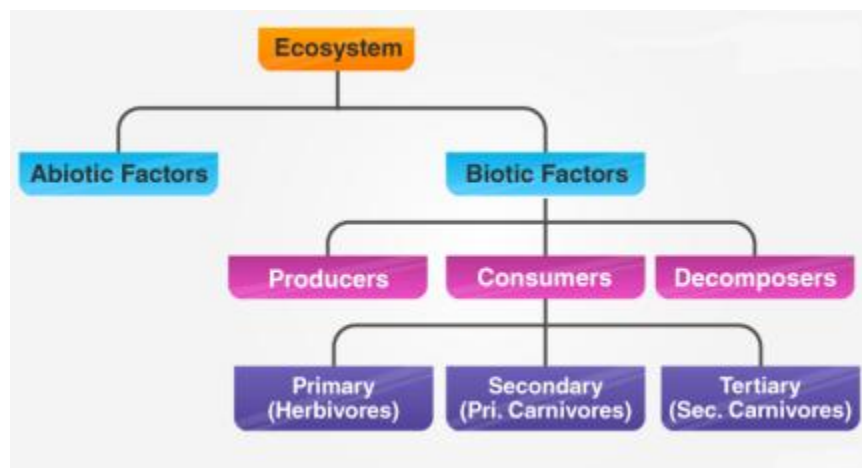 Ecosystem
Abiotic Factors
Biotic Factors
Producers
Consumers
Decomposers
Primary
(Herbivores)
Secondary
(Pri. Carnivores)
Tertiary
(Sec. Carnivores)